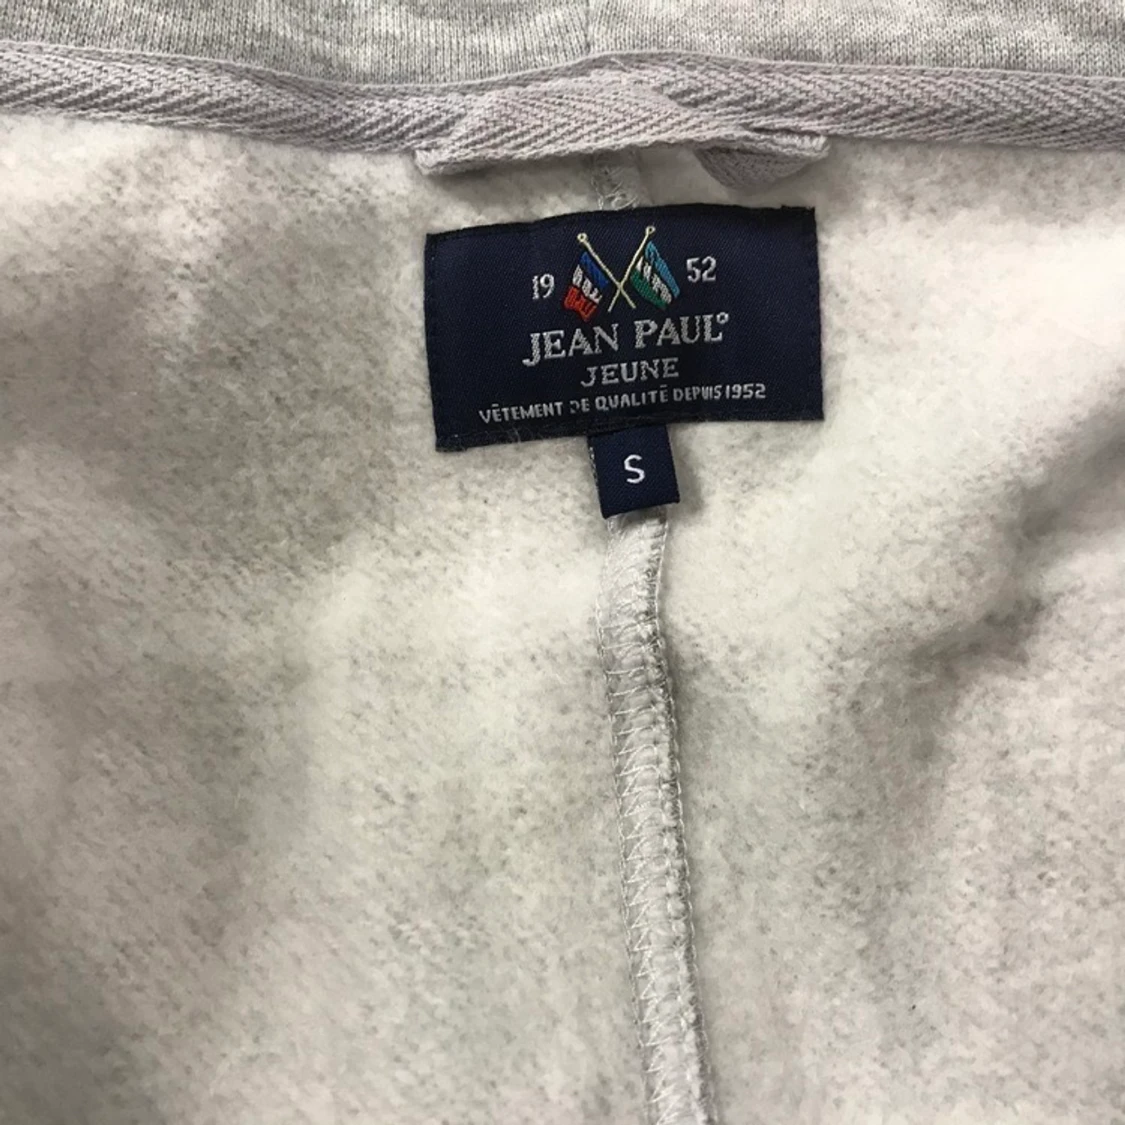 19 52
JEAN PAUL°
JEUNE
VÊTEMENT DE QUALITÉ DEPUIS 1952
S